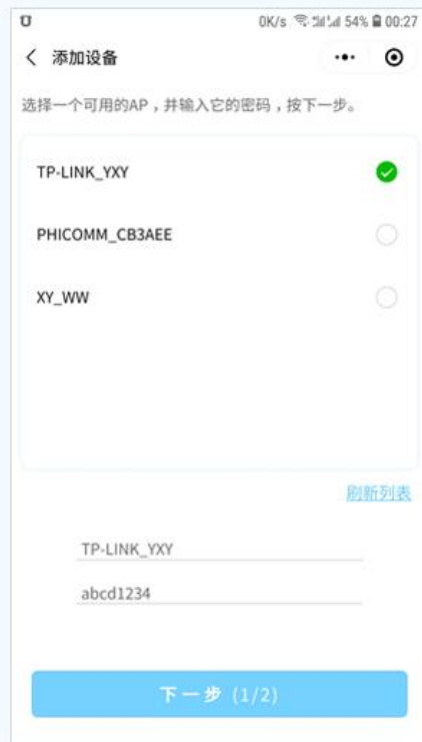 0K/s 54% 00:27
添加设备
选择一个可用的AP，并输入它的密码，按下一步。
TP-LINK_YXY
PHICOMM_CB3AEE
XY_WW
刷新列表
TP-LINK_YXY
abcd1234
下一步 (1/2)